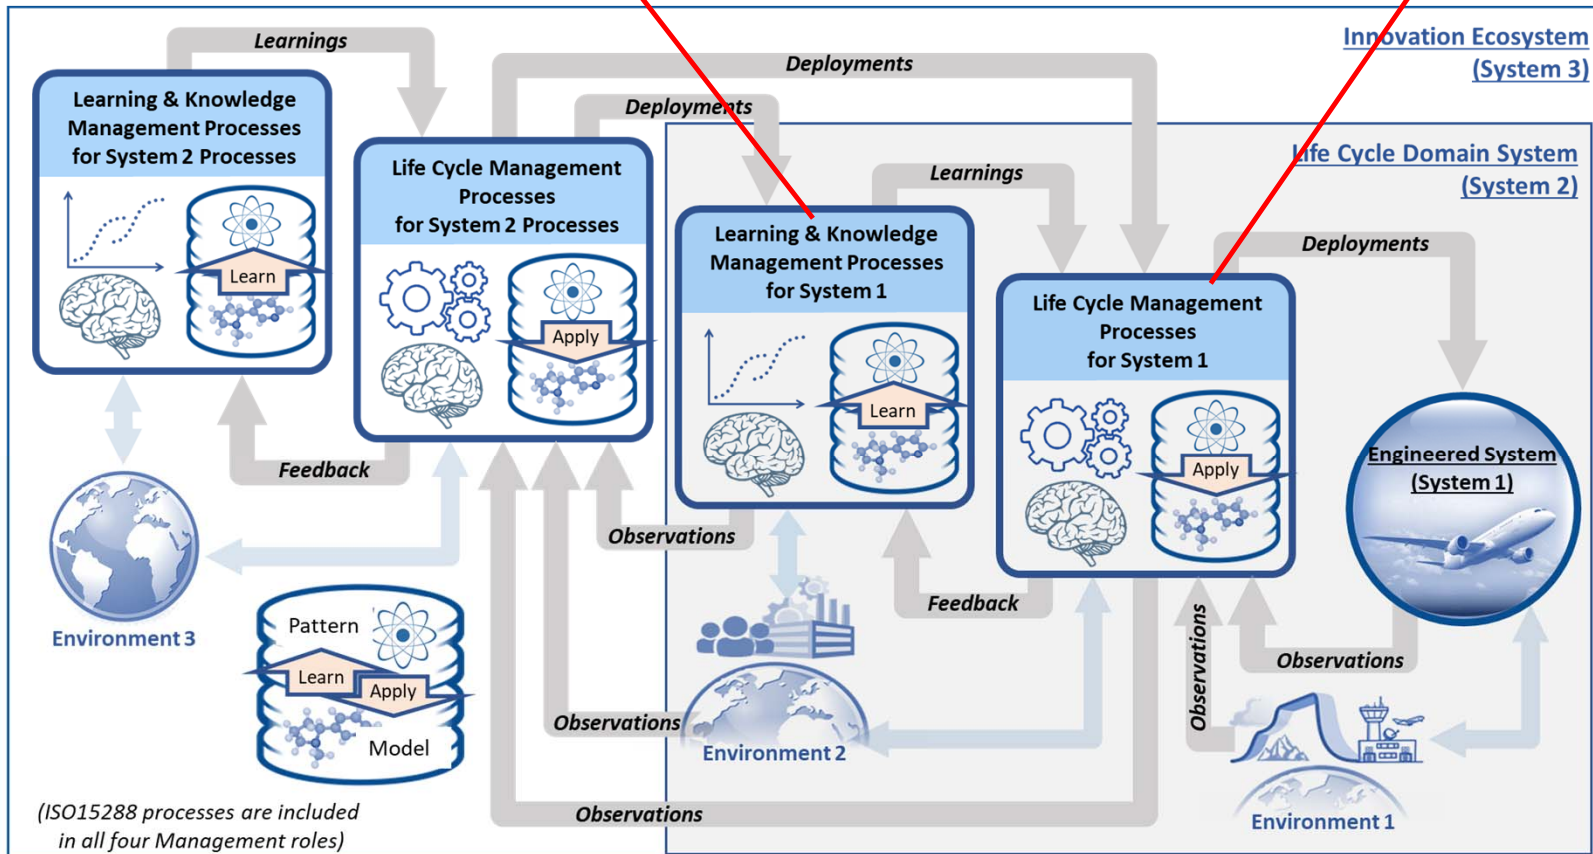 Learnings
Deployments
Innovation Ecosystem
(System 3)
Learning & Knowledge
Management Processes
for System 2 Processes
Learn
Deployments
Life Cycle Management
Processes
for System 2 Processes
Apply
Life Cycle Domain System
(System 2)
Learnings
Learning & Knowledge
Management Processes
for System 1
Learn
Deployments
Life Cycle Management
Processes
for System 1
Apply
Engineered System
(System 1)
Feedback
Observations
Feedback
Environment 3
Pattern
Learn
Apply
Model
Observations
Environment 2
Observations
Observations
Environment 1
Observations
(ISO15288 processes are included
in all four Management roles)